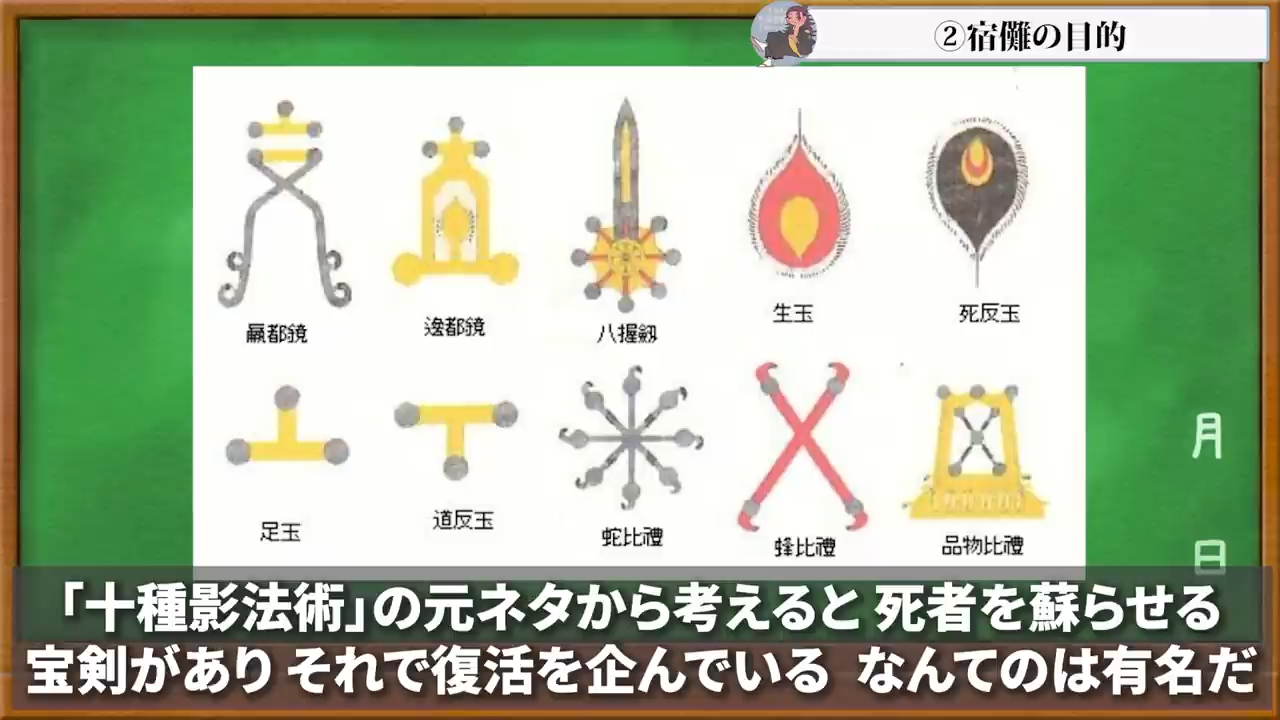 ②宿儺の目的
羸都鏡
邊都鏡
八握劔
生玉
死反玉
足玉
道反玉
蛇比禮
蜂比禮
品物比禮
月
日
「十種影法術」の元ネタから考えると 死者を蘇らせる
宝剣があり それで復活を企んでいる なんてのは有名だ